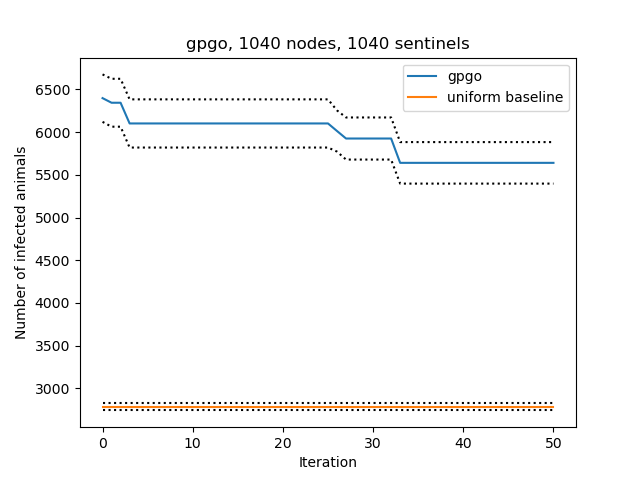 gpgo, 1040 nodes, 1040 sentinels
gpgo
uniform baseline
Number of infected animals
6500
6000
5500
5000
4500
4000
3500
3000
0 10 20 30 40 50
Iteration